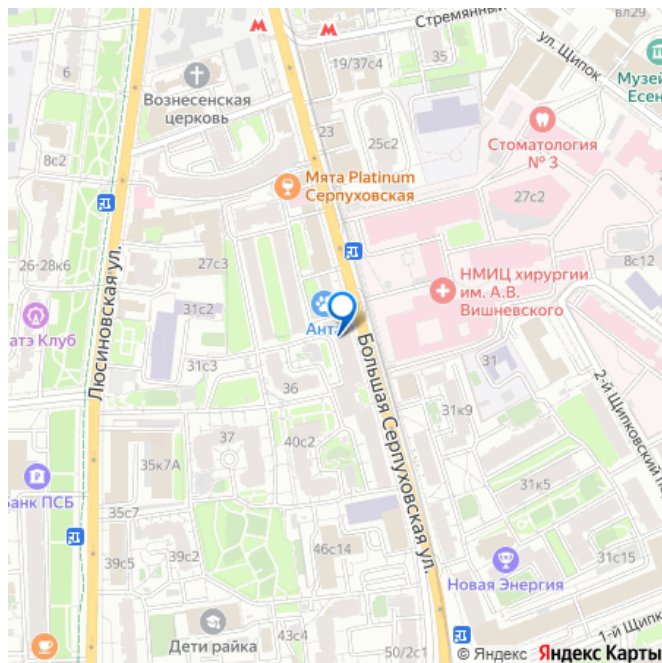 Стремянный
вл29
ул. Щипок
6
19/37с4
35
Музей
Есен
Вознесенская
церковь
23
25с2
Стоматология
№ 3
8с2
Мята Platinum
Серпуховская
27с2
26-28к6
27с3
8с12
НМИЦ хирургии
им. А.В.
Вишневского
Люсиновская ул.
31с2
Анта
атэ Клуб
31с3
Большая Серпуховская ул.
31
2-й Щипковский п
36
31к9
37
40с2
35к7А
Банк ПСБ
31к5
35с7
39с5
39с2
46с14
31с15
Новая Энергия
Дети райка
43с4
50/2с1
1-й Щипк
© Яндекс Яндекс Карты